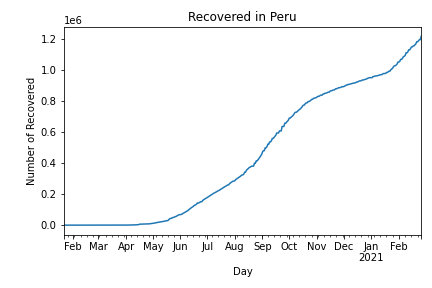 Recovered in Peru
1e6
1.2
1.0
0.8
0.6
0.4
0.2
0.0
Number of Recovered
Feb Mar Apr May Jun Jul Aug Sep Oct Nov Dec Jan Feb
2021
Day